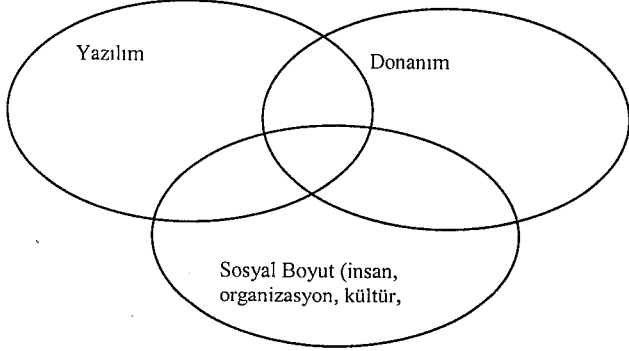 Yazılım
Donanım
Sosyal Boyut (insan,
organizasyon, kültür,